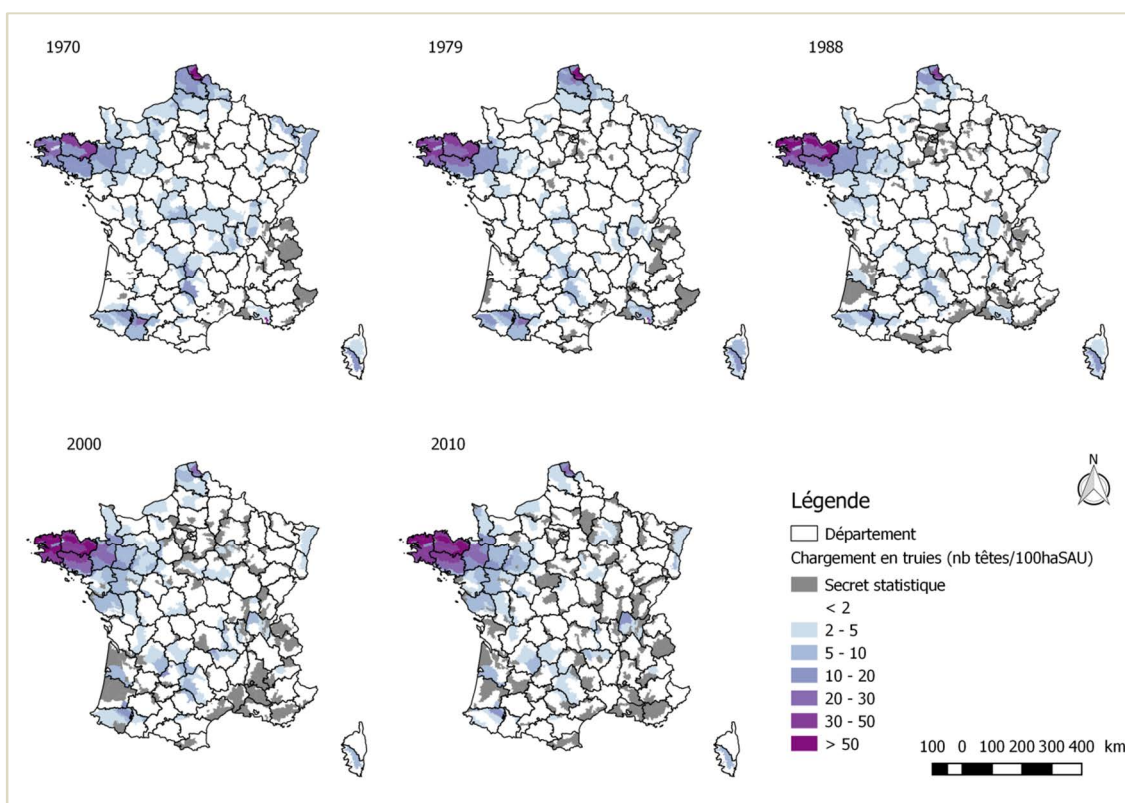 1970
1979
1988
2000
2010
N
Légende
Département
Chargement en truies (nb têtes/100haSAU)
Secret statistique
< 2
2 - 5
5 - 10
10 - 20
20 - 30
30 - 50
> 50
100 0 100 200 300 400 km